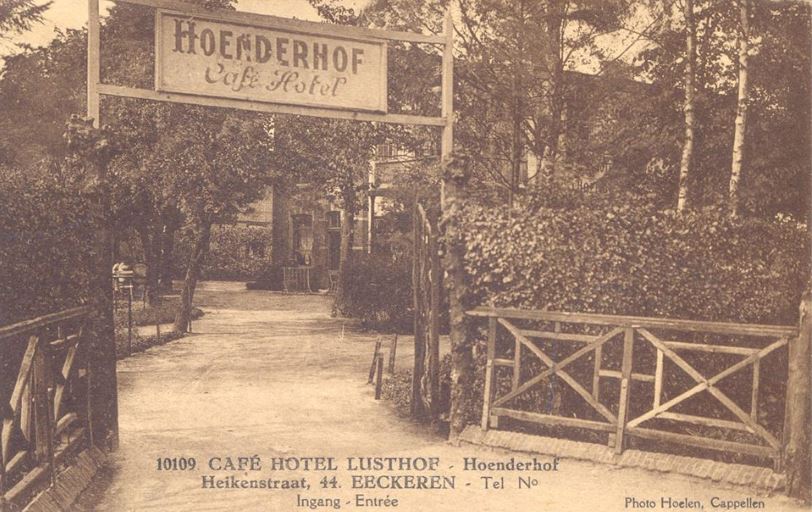 HOENDERHOF
Café Hotel
10109. CAFÉ HOTEL LUSTHOF - Hoenderhof
Heikenstraat, 44. EECKEREN - Tel No
Ingang - Entrée
Photo Hoelen, Cappellen